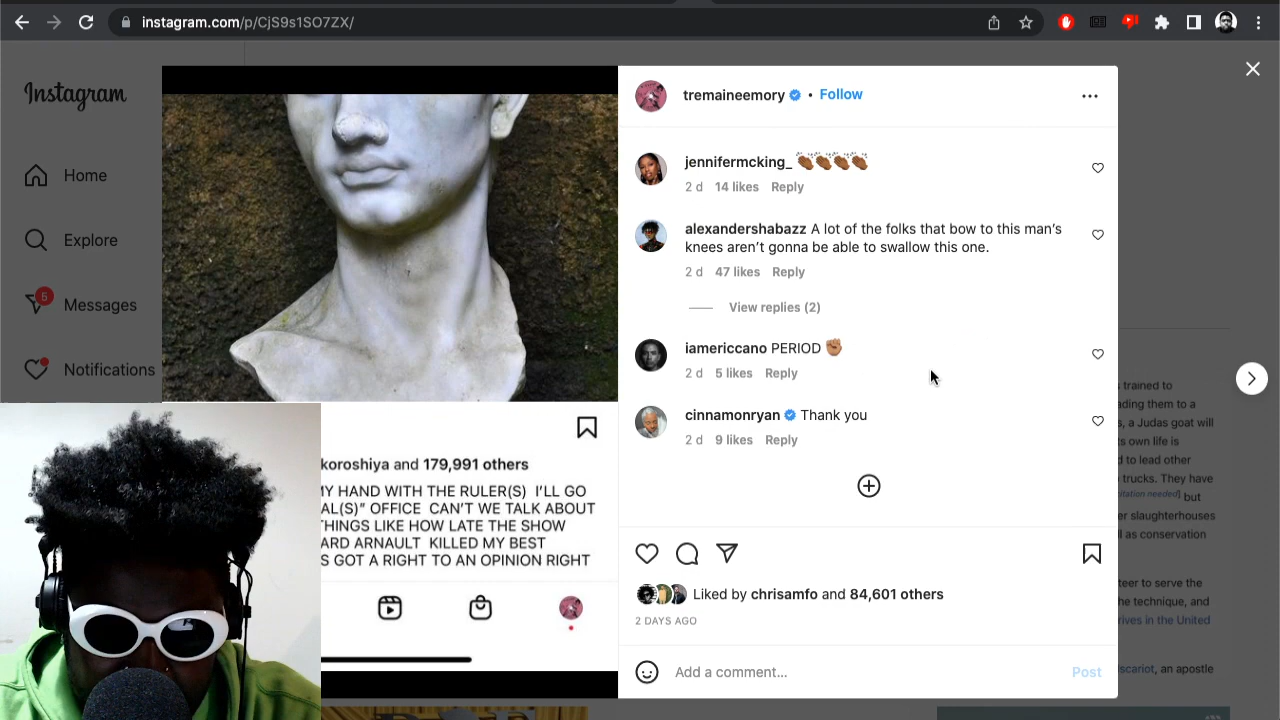 instagram.com/p/CjS9s1SO7ZX/
Instagram
Home
Explore
5
Messages
Notifications
tremaineemory • Follow
jennifermcking_ 👏🏾👏🏾👏🏾👏🏾
2 d 14 likes Reply
alexandershabazz A lot of the folks that bow to this man's
knees aren't gonna be able to swallow this one.
2 d 47 likes Reply
View replies (2)
iamericcano PERIOD ✊🏽
2 d 5 likes Reply
cinnamonryan Thank you
2 d 9 likes Reply
Liked by chrisamfo and 84,601 others
2 DAYS AGO
Add a comment...
Post
koroshiya and 179,991 others
MY HAND WITH THE RULER(S) I'LL GO
AL(S)" OFFICE CAN'T WE TALK ABOUT
THINGS LIKE HOW LATE THE SHOW
ARD ARNAULT KILLED MY BEST
S GOT A RIGHT TO AN OPINION RIGHT
trained to
ading them to a
, a Judas goat will
ts own life is
d to lead other
trucks. They have
itation needed] but
er slaughterhouses
ll as conservation
teer to serve the
he technique, and
rives in the United
scariot, an apostle